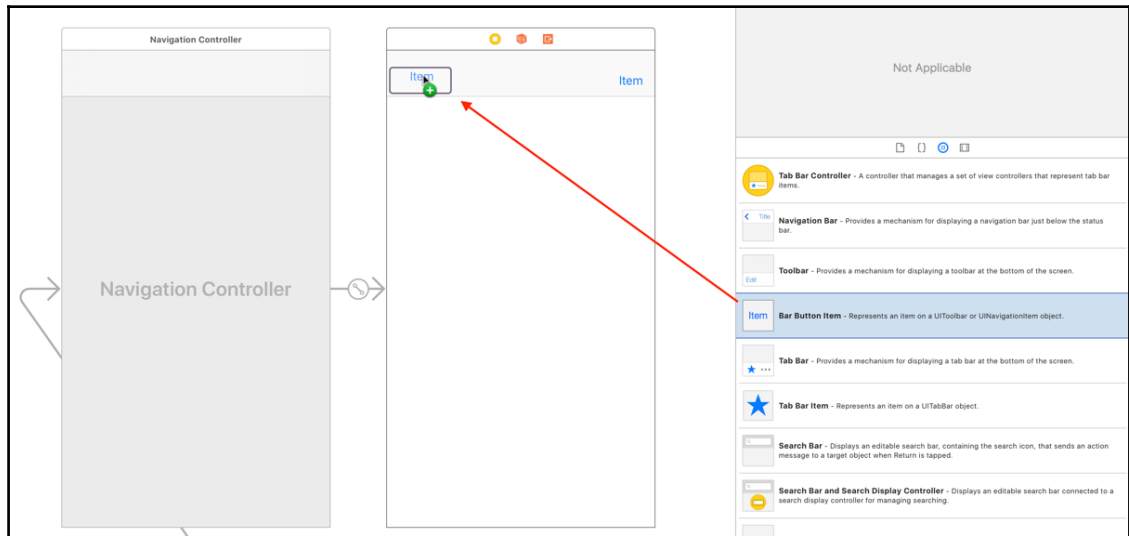 Navigation Controller
Item
Item
Navigation Controller
Not Applicable
{}
Tab Bar Controller - A controller that manages a set of view controllers that represent tab bar
items.
Title
Navigation Bar - Provides a mechanism for displaying a navigation bar just below the status
bar.
Edit
Toolbar - Provides a mechanism for displaying a toolbar at the bottom of the screen.
Item
Bar Button Item - Represents an item on a UIToolbar or UINavigationItem object.
Tab Bar - Provides a mechanism for displaying a tab bar at the bottom of the screen.
Tab Bar Item - Represents an item on a UITabBar object.
Search Bar - Displays an editable search bar, containing the search icon, that sends an action
message to a target object when Return is tapped.
Search Bar and Search Display Controller - Displays an editable search bar connected to a
search display controller for managing searching.